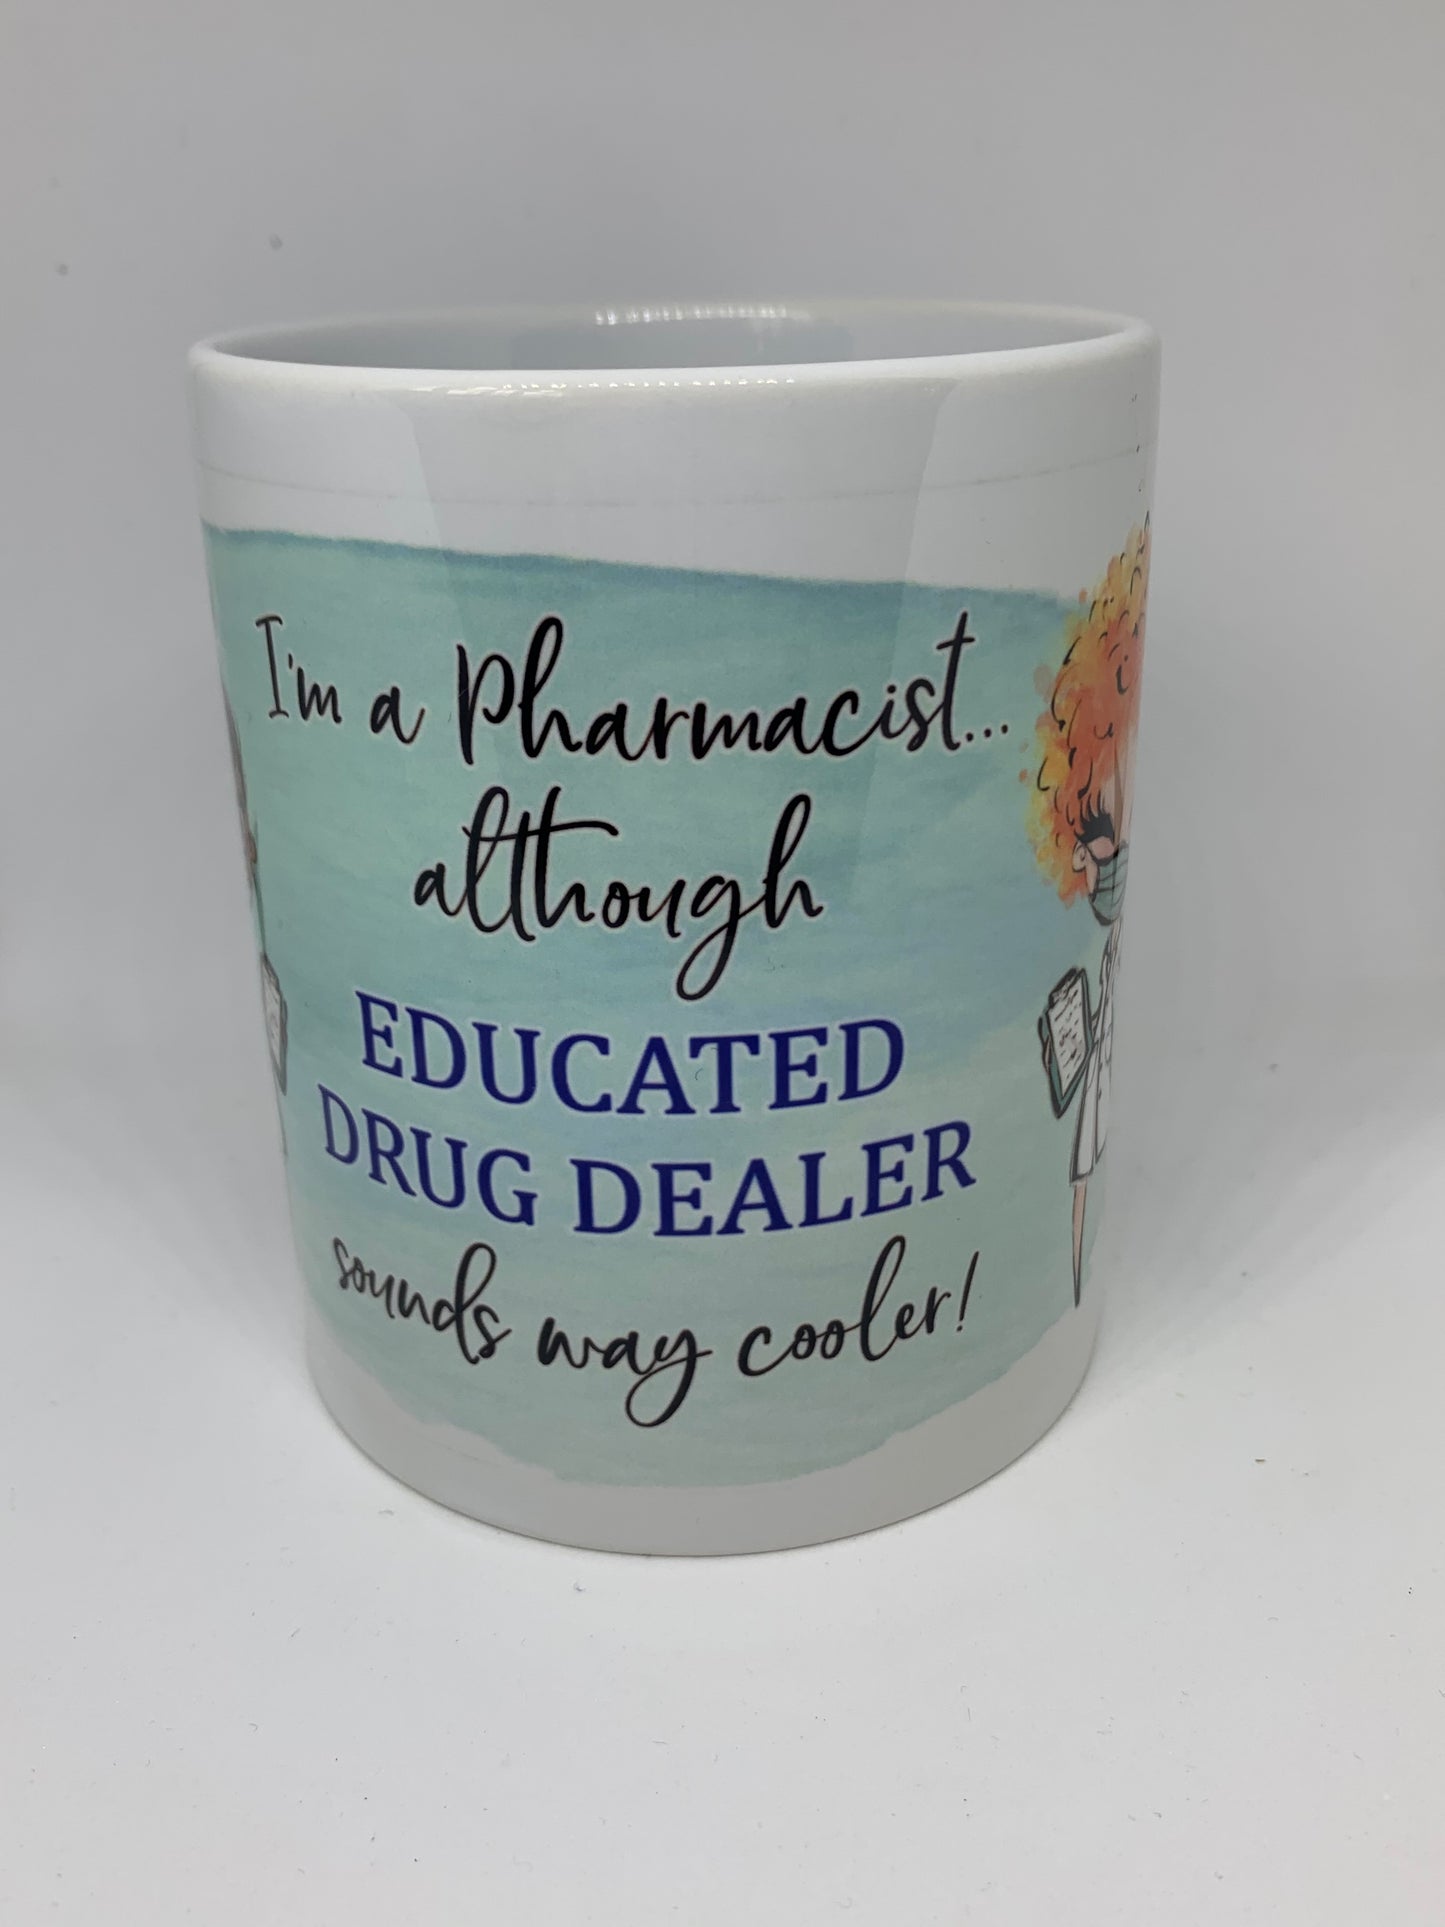 I'm a Pharmacist...
although
EDUCATED
DRUG DEALER
sounds way cooler!